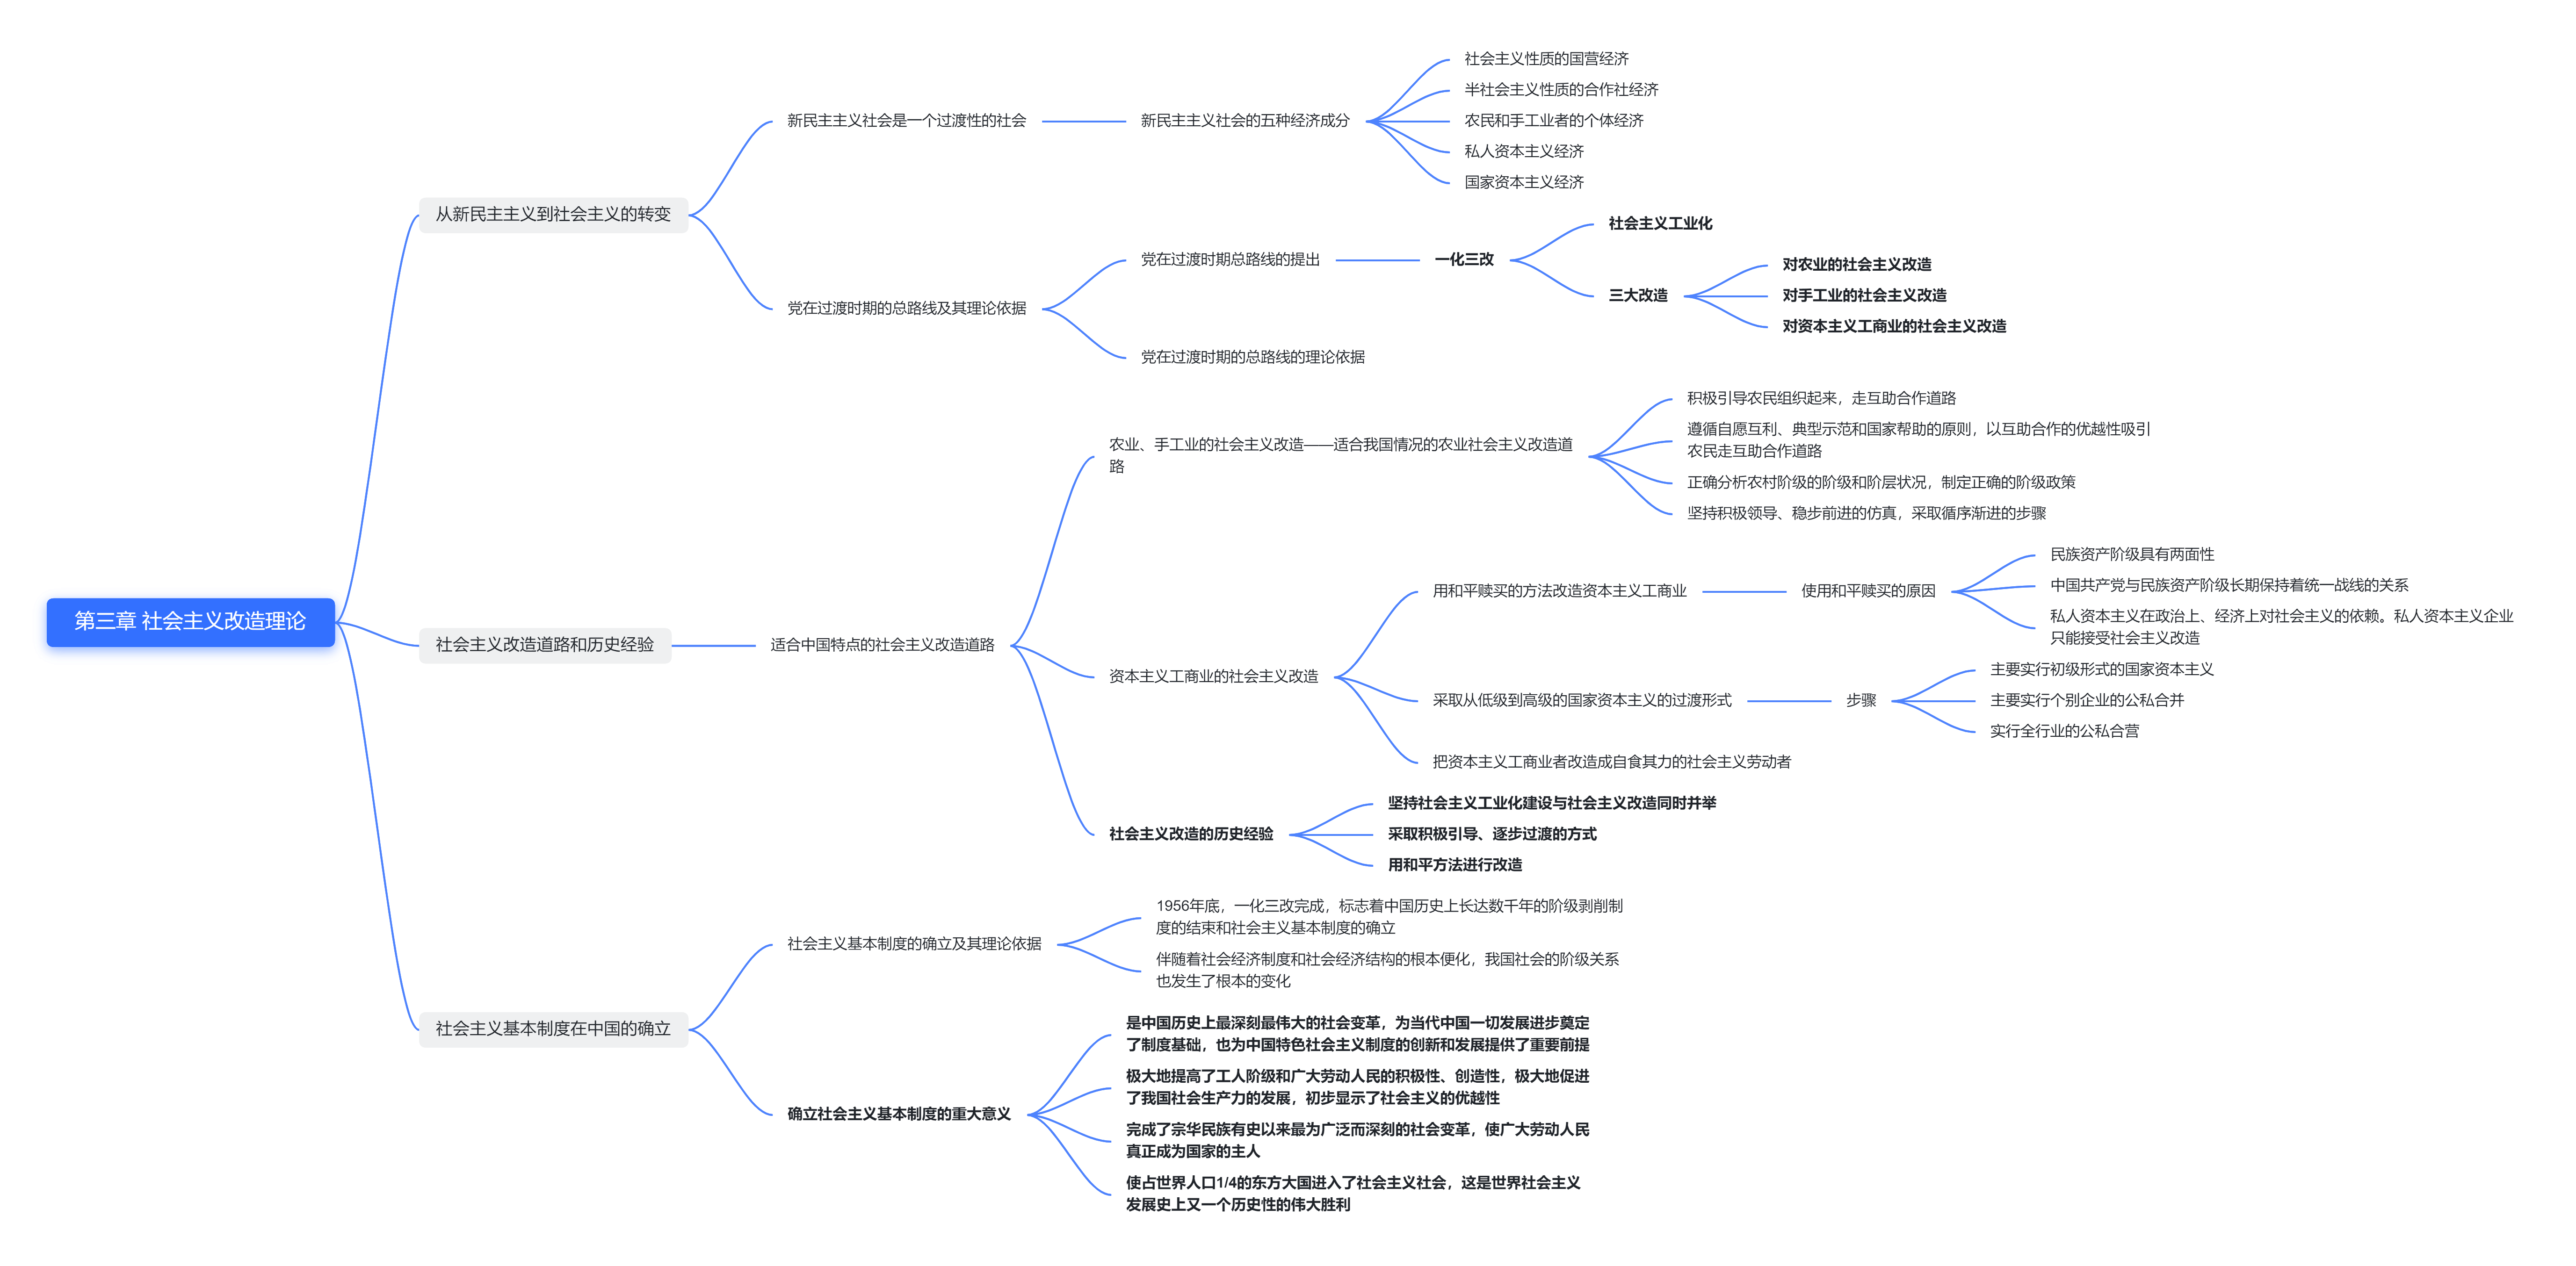 第三章 社会主义改造理论
从新民主主义到社会主义的转变
新民主主义社会是一个过渡性的社会
新民主主义社会的五种经济成分
社会主义性质的国营经济
半社会主义性质的合作社经济
农民和手工业者的个体经济
私人资本主义经济
国家资本主义经济
党在过渡时期的总路线及其理论依据
党在过渡时期总路线的提出
一化三改
社会主义工业化
三大改造
对农业的社会主义改造
对手工业的社会主义改造
对资本主义工商业的社会主义改造
党在过渡时期的总路线的理论依据
社会主义改造道路和历史经验
适合中国特点的社会主义改造道路
农业、手工业的社会主义改造——适合我国情况的农业社会主义改造道
路
积极引导农民组织起来，走互助合作道路
遵循自愿互利、典型示范和国家帮助的原则，以互助合作的优越性吸引
农民走互助合作道路
正确分析农村阶级的阶级和阶层状况，制定正确的阶级政策
坚持积极领导、稳步前进的仿真，采取循序渐进的步骤
资本主义工商业的社会主义改造
用和平赎买的方法改造资本主义工商业
使用和平赎买的原因
民族资产阶级具有两面性
中国共产党与民族资产阶级长期保持着统一战线的关系
私人资本主义在政治上、经济上对社会主义的依赖。私人资本主义企业
只能接受社会主义改造
采取从低级到高级的国家资本主义的过渡形式
步骤
主要实行初级形式的国家资本主义
主要实行个别企业的公私合并
实行全行业的公私合营
把资本主义工商业者改造成自食其力的社会主义劳动者
社会主义改造的历史经验
坚持社会主义工业化建设与社会主义改造同时并举
采取积极引导、逐步过渡的方式
用和平方法进行改造
社会主义基本制度在中国的确立
社会主义基本制度的确立及其理论依据
1956年底，一化三改完成，标志着中国历史上长达数千年的阶级剥削制
度的结束和社会主义基本制度的确立
伴随着社会经济制度和社会经济结构的根本便化，我国社会的阶级关系
也发生了根本的变化
确立社会主义基本制度的重大意义
是中国历史上最深刻最伟大的社会变革，为当代中国一切发展进步奠定
了制度基础，也为中国特色社会主义制度的创新和发展提供了重要前提
极大地提高了工人阶级和广大劳动人民的积极性、创造性，极大地促进
了我国社会生产力的发展，初步显示了社会主义的优越性
完成了宗华民族有史以来最为广泛而深刻的社会变革，使广大劳动人民
真正成为国家的主人
使占世界人口1/4的东方大国进入了社会主义社会，这是世界社会主义
发展史上又一个历史性的伟大胜利